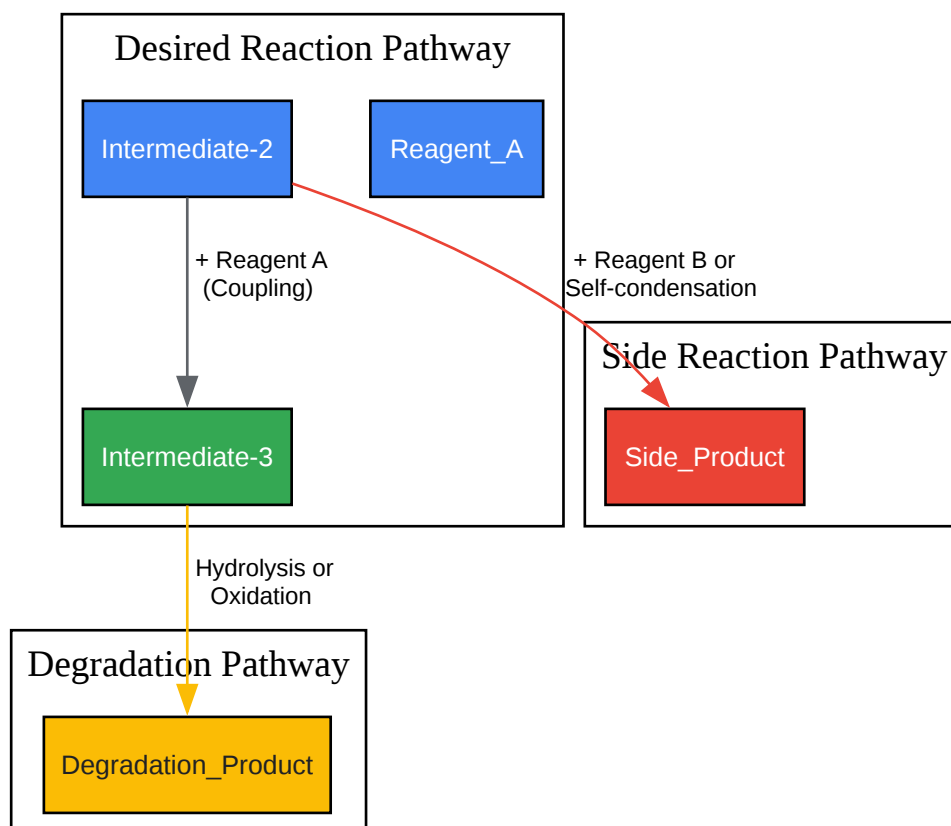 Desired Reaction Pathway
Intermediate-2
Reagent_A
+ Reagent A
(Coupling)
+ Reagent B or
Self-condensation
Side Reaction Pathway
Intermediate-3
Side_Product
Hydrolysis or
Oxidation
Degradation Pathway
Degradation_Product